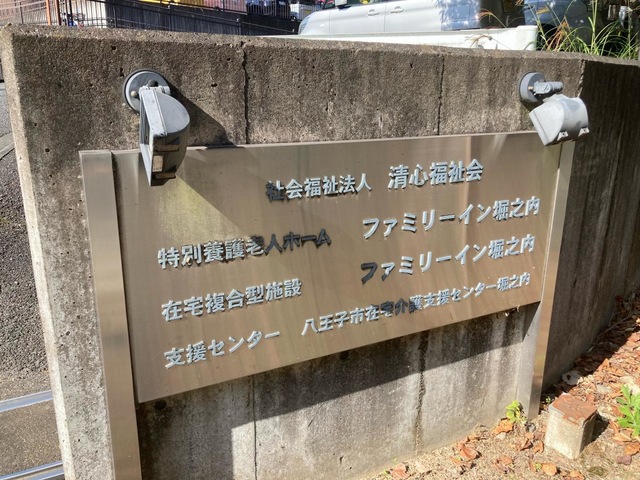 社会福祉法人 清心福祉会
特別養護老人ホーム ファミリーイン堀之内
在宅複合型施設 ファミリーイン堀之内
支援センター 八王子市在宅介護支援センター堀之内